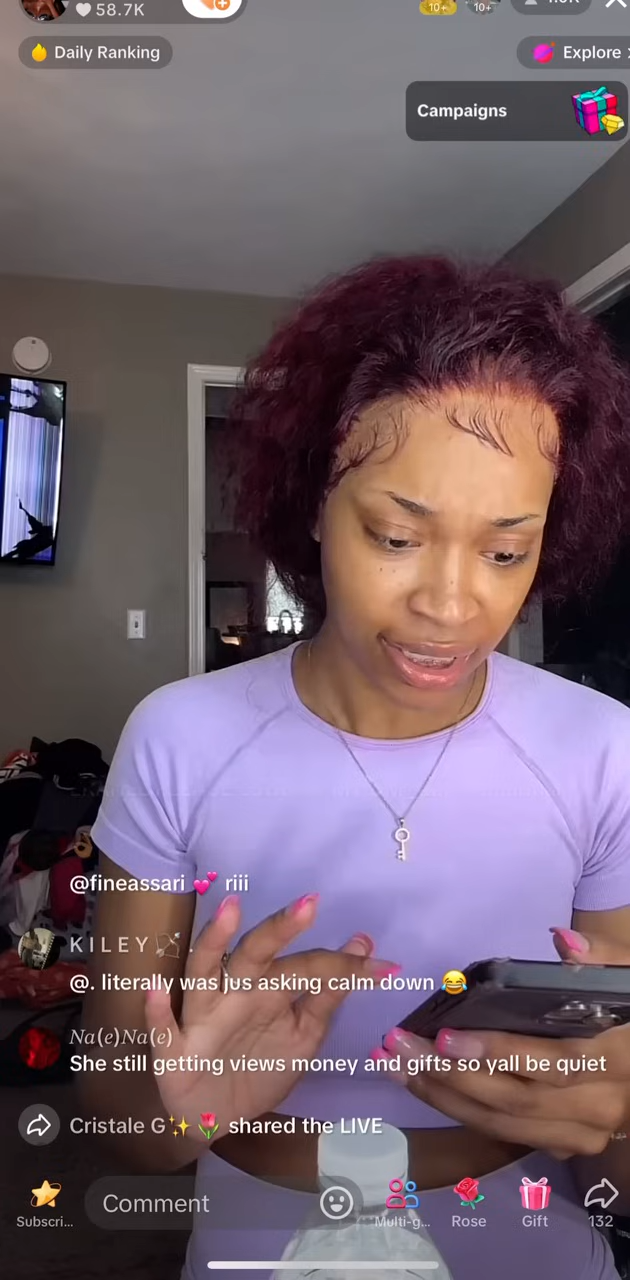 58.7K
10+
10+
Daily Ranking
Explore
Campaigns
@fineassari 💕 riii
KILEY🏹 .
@. literally was jus asking calm down 😂
Na(e)Na(e)
She still getting views money and gifts so yall be quiet
Cristale G✨🌷 shared the LIVE
Comment
Subscri...
Multi-g...
Rose
Gift
132